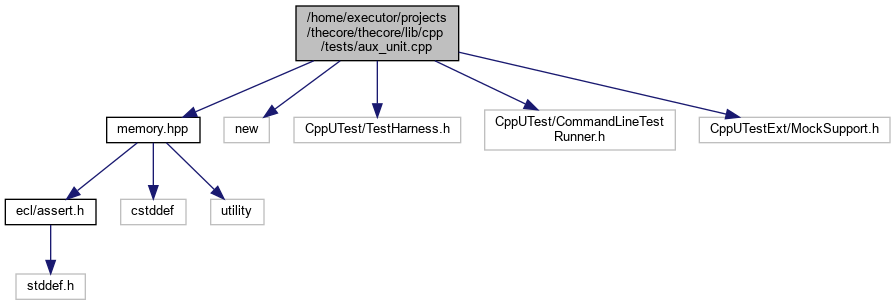 /home/executor/projects
/thecore/thecore/lib/cpp
/tests/aux_unit.cpp
memory.hpp
new
CppUTest/TestHarness.h
CppUTest/CommandLineTest
Runner.h
CppUTestExt/MockSupport.h
ecl/assert.h
cstddef
utility
stddef.h